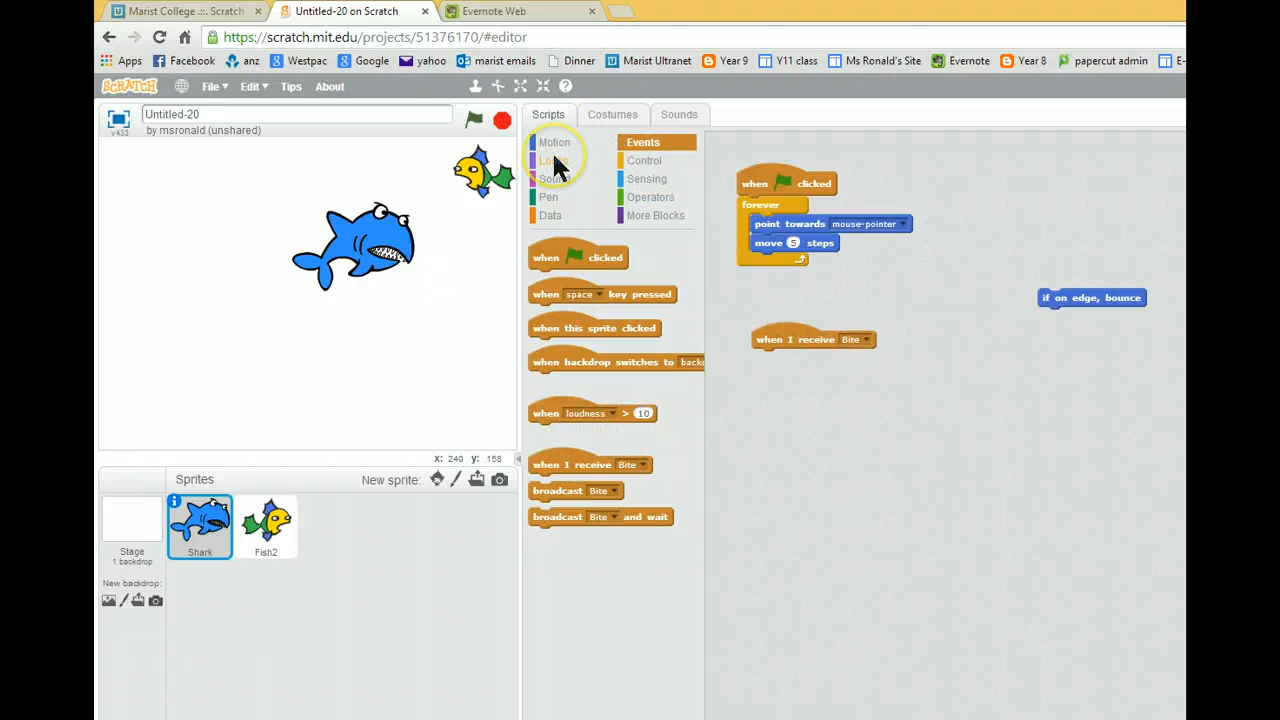 Marist College .::. Scratch
Untitled-20 on Scratch
Evernote Web
https://scratch.mit.edu/projects/51376170/#editor
Apps Facebook anz Westpac Google yahoo marist emails Dinner Marist Ultranet Year 9 Y11 class Ms Ronald's Site Evernote Year 8 papercut admin E-
SCRATCH File Edit Tips About
v433
Untitled-20
by msronald (unshared)
x: 240 y: 158
Sprites New sprite:
Stage
1 backdrop
New backdrop:
Shark
Fish2
Scripts Costumes Sounds
Motion Events
Looks Control
Sound Sensing
Pen Operators
Data More Blocks
when clicked
when space key pressed
when this sprite clicked
when backdrop switches to back
when loudness > 10
when I receive Bite
broadcast Bite
broadcast Bite and wait
when clicked
forever
point towards mouse-pointer
move 5 steps
if on edge, bounce
when I receive Bite